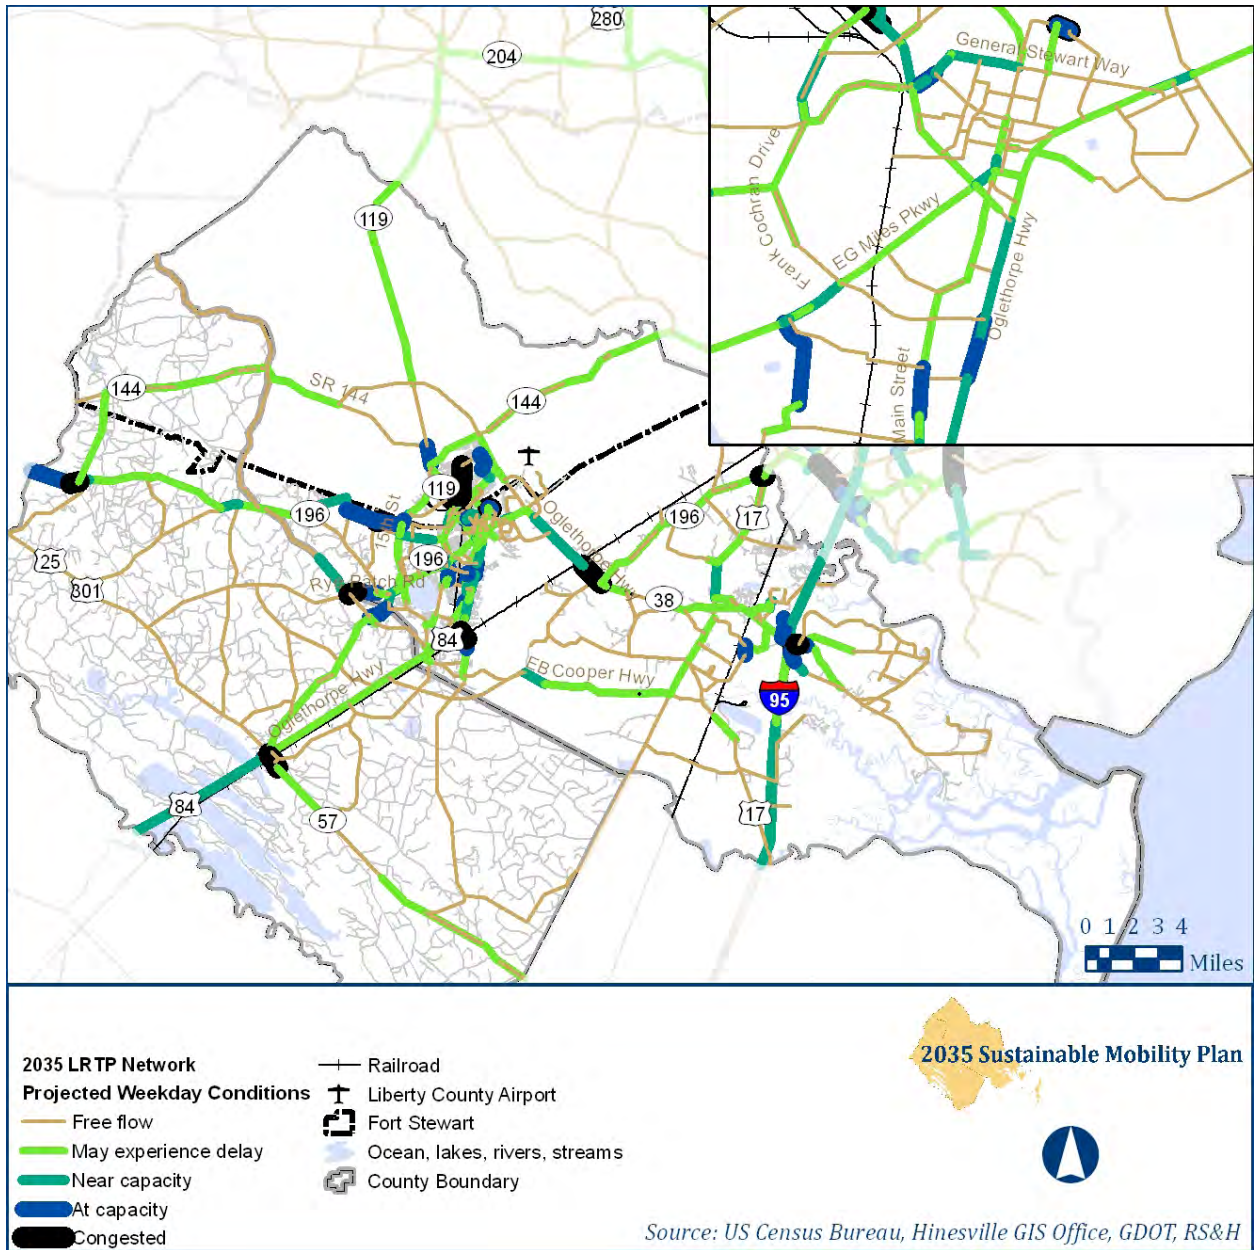 280
204
General Stewart Way
119
Frank Cochran Drive
EG Miles Pkwy
Oglethorpe Hwy
Main Street
144
SR 144
144
119
196
15th St
196
Oglethorpe Hwy
196
17
25
301
Rye Patch Rd
38
84
EB Cooper Hwy
Oglethorpe Hwy
95
84
57
17
0 1 2 3 4
Miles
2035 LRTP Network
Projected Weekday Conditions
Free flow
May experience delay
Near capacity
At capacity
Congested
Railroad
Liberty County Airport
Fort Stewart
Ocean, lakes, rivers, streams
County Boundary
2035 Sustainable Mobility Plan
Source: US Census Bureau, Hinesville GIS Office, GDOT, RS&H